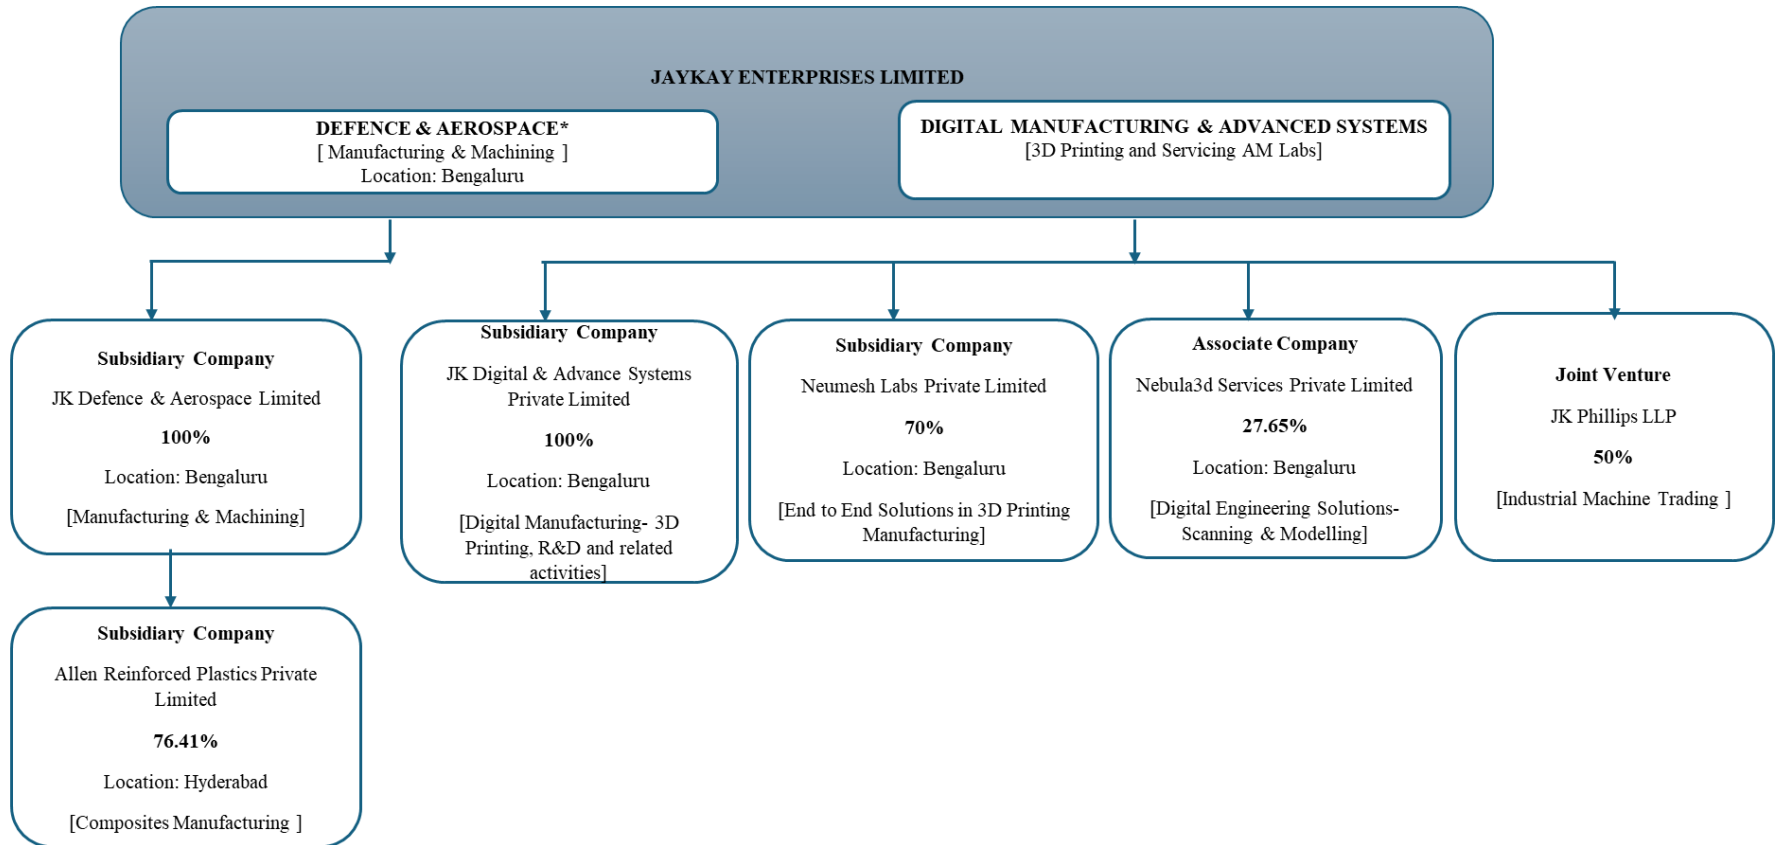 JAYKAY ENTERPRISES LIMITED
DEFENCE & AEROSPACE*
[ Manufacturing & Machining ]
Location: Bengaluru
DIGITAL MANUFACTURING & ADVANCED SYSTEMS
[3D Printing and Servicing AM Labs]
Subsidiary Company
JK Defence & Aerospace Limited
100%
Location: Bengaluru
[Manufacturing & Machining]
Subsidiary Company
JK Digital & Advance Systems
Private Limited
100%
Location: Bengaluru
[Digital Manufacturing- 3D
Printing, R&D and related
activities]
Subsidiary Company
Neumesh Labs Private Limited
70%
Location: Bengaluru
[End to End Solutions in 3D Printing
Manufacturing]
Associate Company
Nebula3d Services Private Limited
27.65%
Location: Bengaluru
[Digital Engineering Solutions-
Scanning & Modelling]
Joint Venture
JK Phillips LLP
50%
[Industrial Machine Trading ]
Subsidiary Company
Allen Reinforced Plastics Private
Limited
76.41%
Location: Hyderabad
[Composites Manufacturing ]